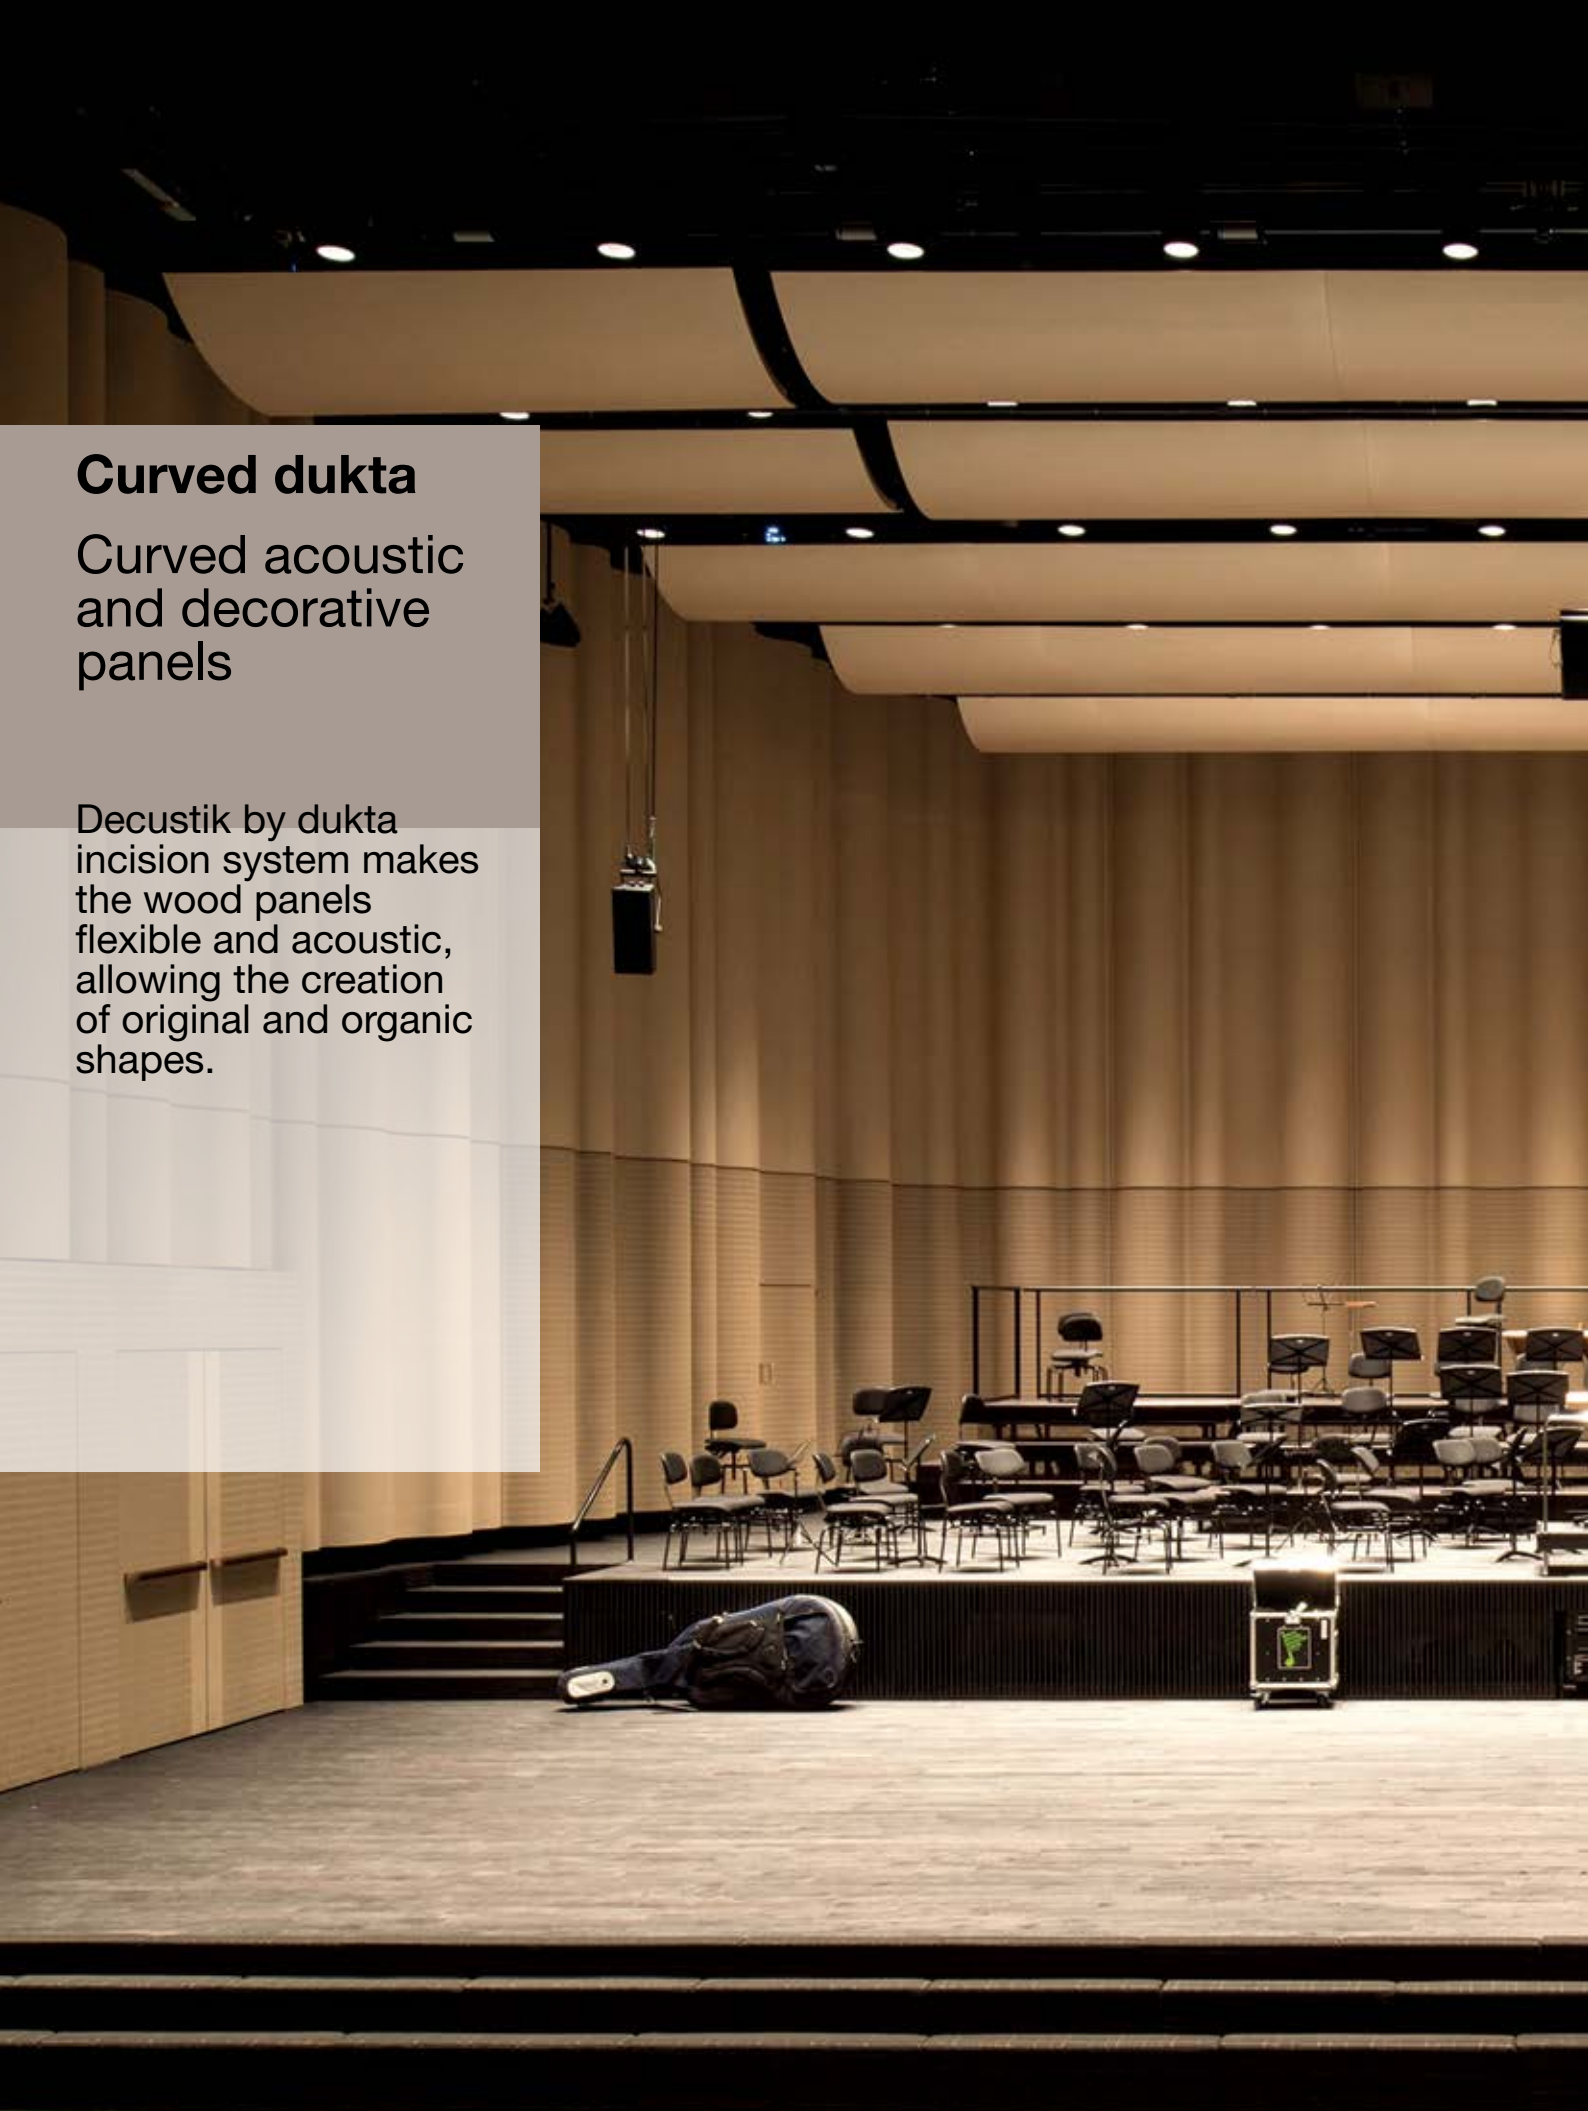 Curved dukta
Curved acoustic
and decorative
panels
Decustik by dukta
incision system makes
the wood panels
flexible and acoustic,
allowing the creation
of original and organic
shapes.